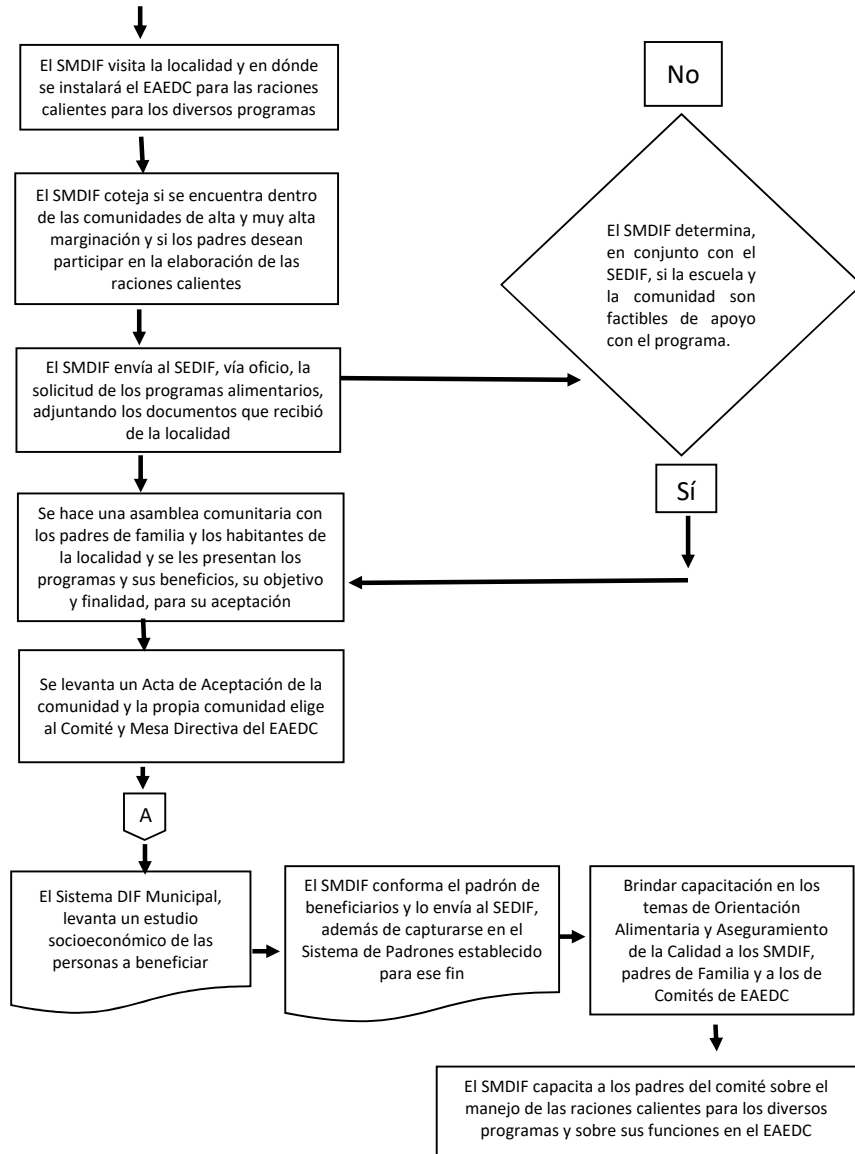 El SMDIF visita la localidad y en dónde
se instalará el EAEDC para las raciones
calientes para los diversos programas
No
El SMDIF coteja si se encuentra dentro
de las comunidades de alta y muy alta
marginación y si los padres desean
participar en la elaboración de las
raciones calientes
El SMDIF determina,
en conjunto con el
SEDIF, si la escuela y
la comunidad son
factibles de apoyo
con el programa.
El SMDIF envía al SEDIF, vía oficio, la
solicitud de los programas alimentarios,
adjuntando los documentos que recibió
de la localidad
Sí
Se hace una asamblea comunitaria con
los padres de familia y los habitantes de
la localidad y se les presentan los
programas y sus beneficios, su objetivo
y finalidad, para su aceptación
Se levanta un Acta de Aceptación de la
comunidad y la propia comunidad elige
al Comité y Mesa Directiva del EAEDC
A
El Sistema DIF Municipal,
levanta un estudio
socioeconómico de las
personas a beneficiar
El SMDIF conforma el padrón de
beneficiarios y lo envía al SEDIF,
además de capturarse en el
Sistema de Padrones establecido
para ese fin
Brindar capacitación en los
temas de Orientación
Alimentaria y Aseguramiento
de la Calidad a los SMDIF,
padres de Familia y a los de
Comités de EAEDC
El SMDIF capacita a los padres del comité sobre el
manejo de las raciones calientes para los diversos
programas y sobre sus funciones en el EAEDC